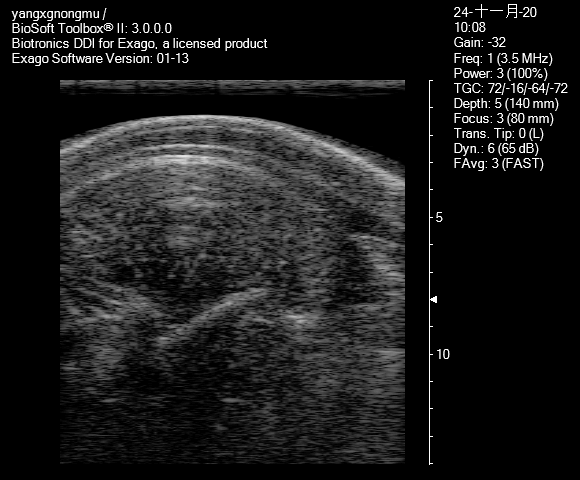 yangxgnongmu /
BioSoft Toolbox® II: 3.0.0.0
Biotronics DDI for Exago, a licensed product
Exago Software Version: 01-13
24-十一月-20
10:08
Gain: -32
Freq: 1 (3.5 MHz)
Power: 3 (100%)
TGC: 72/-16/-64/-72
Depth: 5 (140 mm)
Focus: 3 (80 mm)
Trans. Tip: 0 (L)
Dyn.: 6 (65 dB)
FAvg: 3 (FAST)
5
10